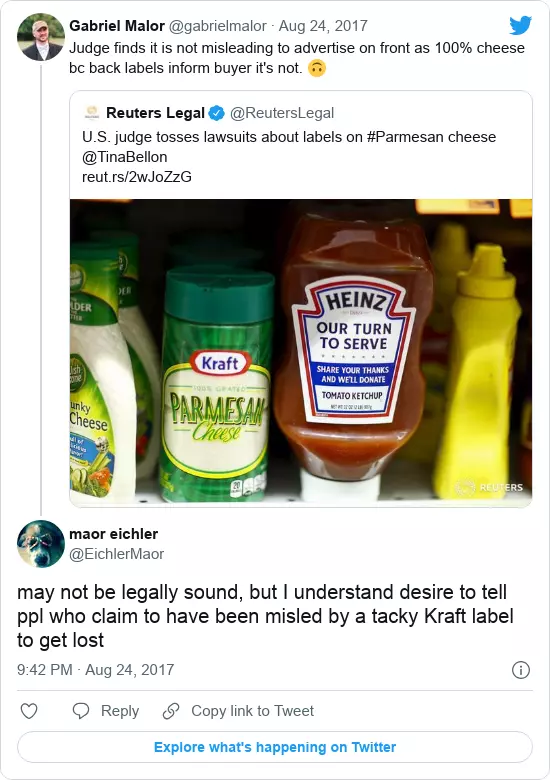 Gabriel Malor @gabrielmalor · Aug 24, 2017
Judge finds it is not misleading to advertise on front as 100% cheese
bc back labels inform buyer it's not. 🙃
Reuters Legal @ReutersLegal
U.S. judge tosses lawsuits about labels on #Parmesan cheese
@TinaBellon
reut.rs/2wJoZzG
Cheese
Kraft
100% GRATED
PARMESAN
Cheese
HEINZ
OUR TURN
TO SERVE
SHARE YOUR THANKS
AND WE'LL DONATE
TOMATO KETCHUP
REUTERS
maor eichler
@EichlerMaor
may not be legally sound, but I understand desire to tell
ppl who claim to have been misled by a tacky Kraft label
to get lost
9:42 PM · Aug 24, 2017
Reply
Copy link to Tweet
Explore what's happening on Twitter